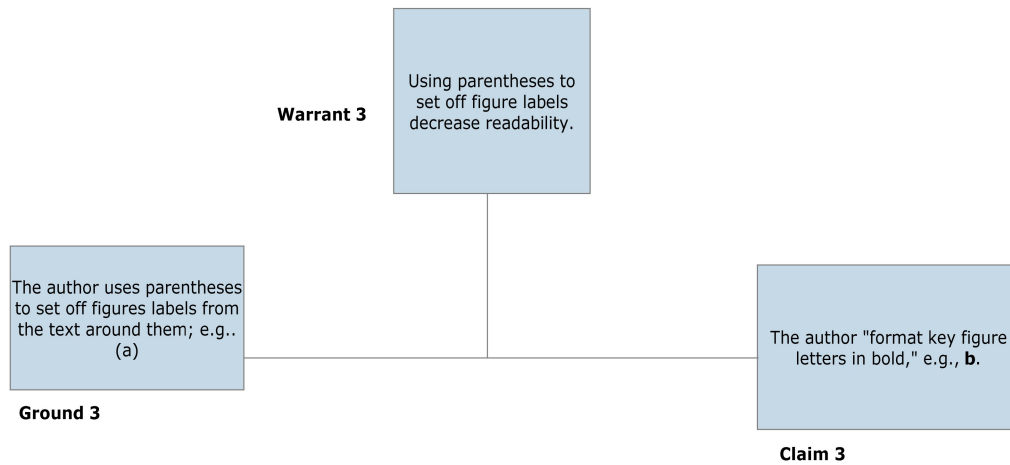 Using parentheses to
set off figure labels
decrease readability.
Warrant 3
The author uses parentheses
to set off figures labels from
the text around them; e.g..
(a)
Ground 3
The author "format key figure
letters in bold," e.g., b.
Claim 3